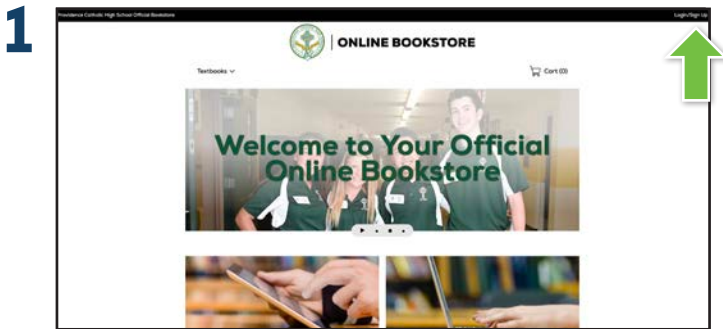 1
Providence Catholic High School Official Bookstore
Login/Sign Up
ONLINE BOOKSTORE
Textbooks
Cart (0)
Welcome to Your Official
Online Bookstore